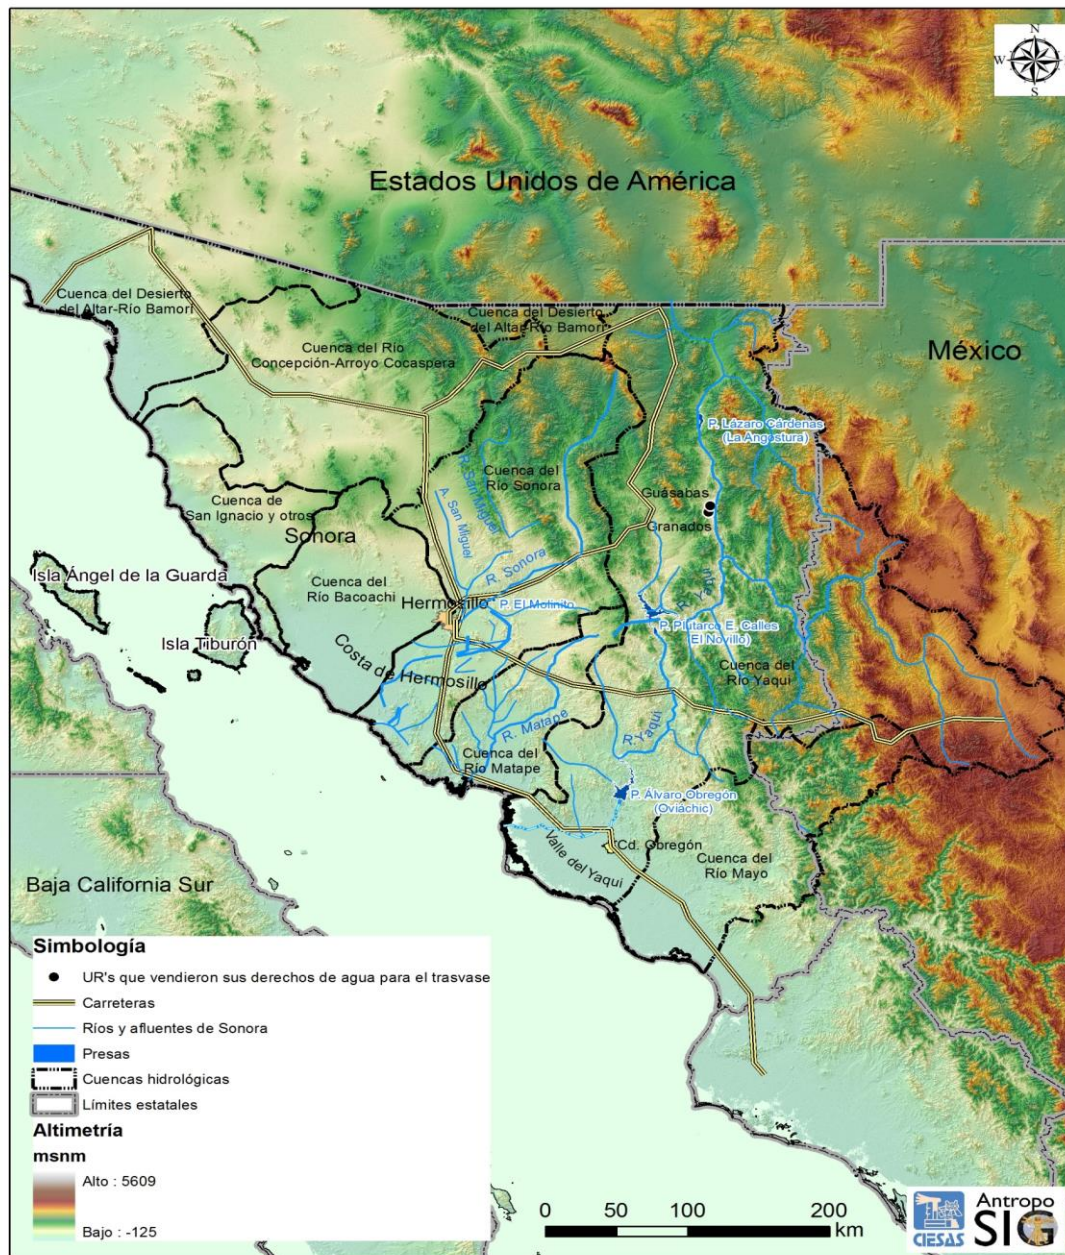 N
W
S
Estados Unidos de América
México
Cuenca del Desierto
del Altar-Río Bamori
Cuenca del Desierto
del Altar-Río Bamori
Cuenca del Río
Concepción-Arroyo Cocaspera
P. Lázaro Cárdenas
(La Angostura)
R. San Miguel
A. San Miguel
Cuenca del
Río Sonora
Guásabas
Granados
Cuenca de
San Ignacio y otros
Sonora
R. Sonora
Isla Ángel de la Guarda
Cuenca del
Río Bacoachi
Hermosillo
P. El Molinito
Isla Tiburón
P. Plutarco E. Calles
El Novillo)
Costa de Hermosillo
Cuenca del
Río Yaqui
R. Matape
R.Yaqui
Cuenca del
Río Matape
P. Álvaro Obregón
(Oviáchic)
Valle del Yaqui
Cd. Obregón
Cuenca del
Río Mayo
Baja California Sur
Simbología
UR's que vendieron sus derechos de agua para el trasvase
Carreteras
Ríos y afluentes de Sonora
Presas
Cuencas hidrológicas
Límites estatales
Altimetría
msnm
Alto : 5609
Bajo : -125
0 50 100 200
km
CIESAS
Antropo
SIG